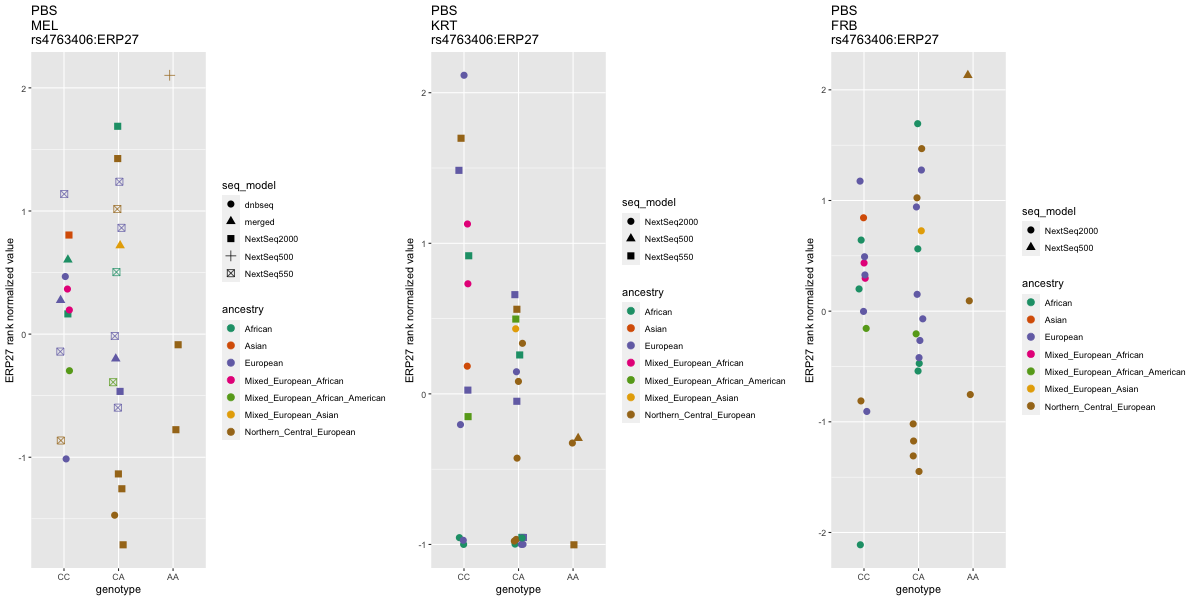 PBS
MEL
rs4763406:ERP27
ERP27 rank normalized value
2
1
0
-1
CC
CA
AA
genotype
seq_model
dnbseq
merged
NextSeq2000
NextSeq500
NextSeq550
ancestry
African
Asian
European
Mixed_European_African
Mixed_European_African_American
Mixed_European_Asian
Northern_Central_European
PBS
KRT
rs4763406:ERP27
ERP27 rank normalized value
2
1
0
-1
CC
CA
AA
genotype
seq_model
NextSeq2000
NextSeq500
NextSeq550
ancestry
African
Asian
European
Mixed_European_African
Mixed_European_African_American
Mixed_European_Asian
Northern_Central_European
PBS
FRB
rs4763406:ERP27
ERP27 rank normalized value
2
1
0
-1
-2
CC
CA
AA
genotype
seq_model
NextSeq2000
NextSeq500
ancestry
African
Asian
European
Mixed_European_African
Mixed_European_African_American
Mixed_European_Asian
Northern_Central_European